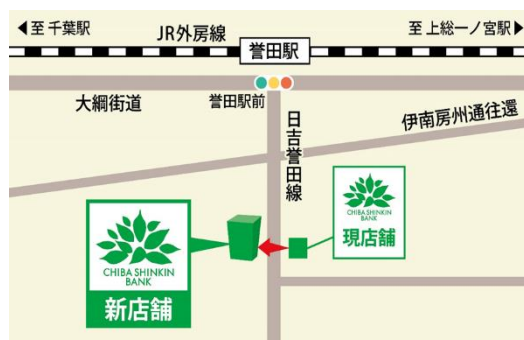 ◀至 千葉駅
JR外房線
至 上総一ノ宮駅▶
誉田駅
大綱街道
誉田駅前
日吉誉田線
伊南房州通往還
CHIBA SHINKIN
BANK
現店舗
CHIBA SHINKIN
BANK
新店舗